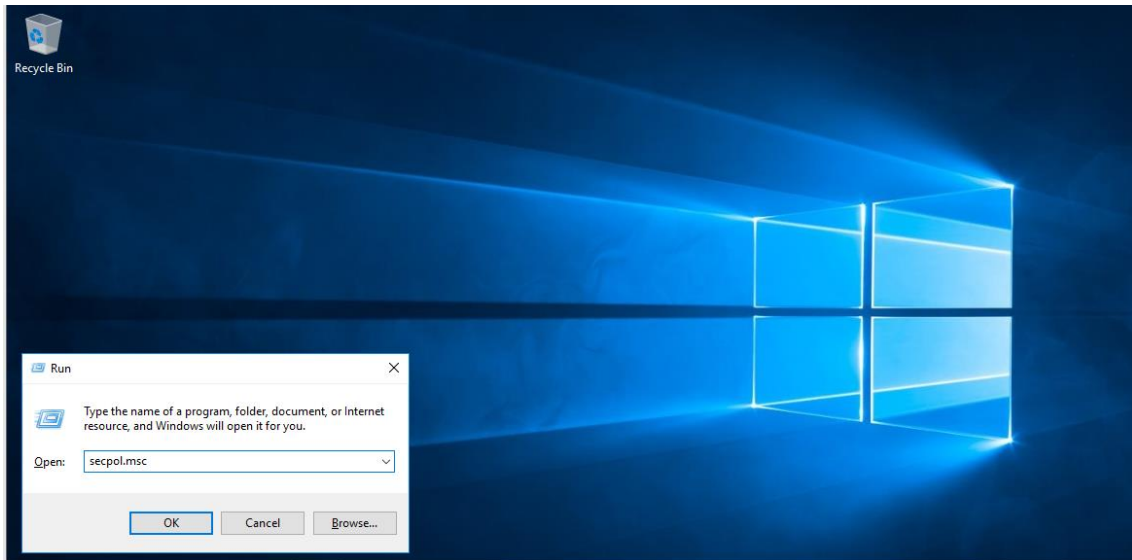 Recycle Bin
Run
Type the name of a program, folder, document, or Internet
resource, and Windows will open it for you.
Open: secpol.msc
OK Cancel Browse...